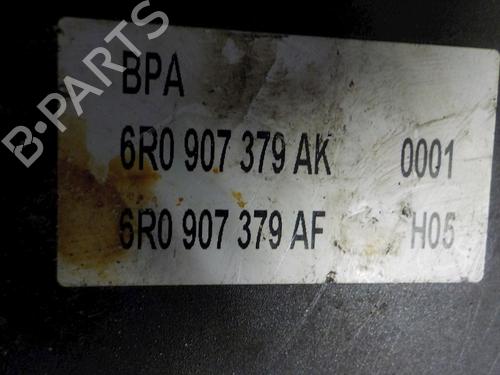 BPA
6R0 907 379 AK 0001
6R0 907 379 AF H05
B-PARTS